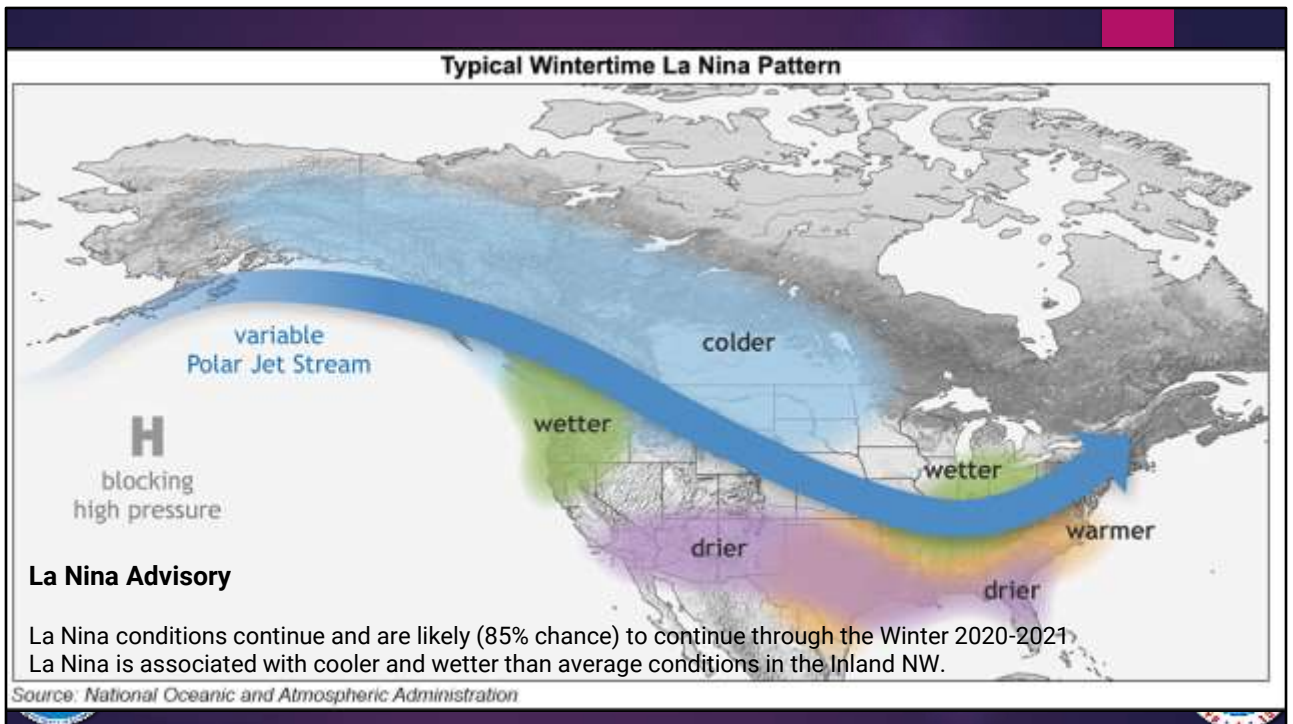 Typical Wintertime La Nina Pattern
variable
Polar Jet Stream
colder
H
blocking
high pressure
wetter
wetter
warmer
drier
drier
La Nina Advisory
La Nina conditions continue and are likely (85% chance) to continue through the Winter 2020-2021
La Nina is associated with cooler and wetter than average conditions in the Inland NW.
Source: National Oceanic and Atmospheric Administration